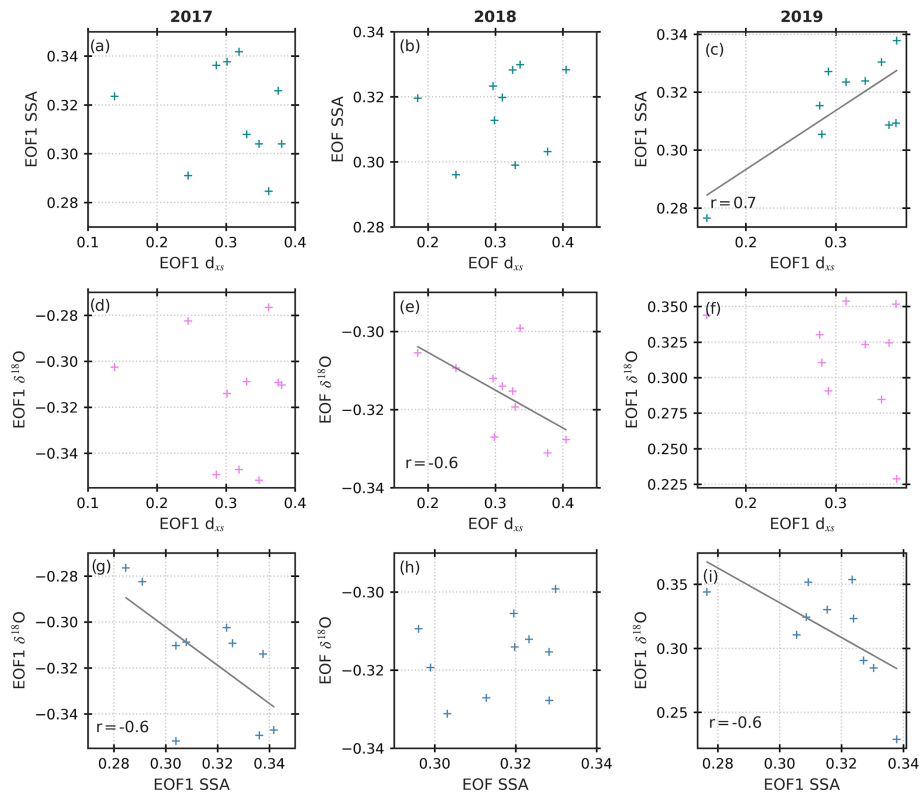 2017 2018 2019
(a) (b) (c)
0.34 0.34 0.34
0.32 0.32 0.32
0.30 0.30 0.30
0.28 0.28 0.28
EOF1 SSA EOF SSA EOF1 SSA
r = 0.7
0.1 0.2 0.3 0.4 0.2 0.3 0.4 0.2 0.3
EOF1 dxs EOF dxs EOF1 dxs
(d) (e) (f)
−0.28 −0.30 0.350
−0.30 −0.32 0.325
−0.32 −0.34 0.300
−0.34 0.275
0.250
0.225
EOF1 δ¹⁸O EOF δ¹⁸O EOF1 δ¹⁸O
r = -0.6
0.1 0.2 0.3 0.4 0.2 0.3 0.4 0.2 0.3
EOF1 dxs EOF dxs EOF1 dxs
(g) (h) (i)
−0.28 −0.30 0.35
−0.30 −0.32 0.30
−0.32 −0.34 0.25
−0.34
EOF1 δ¹⁸O EOF δ¹⁸O EOF1 δ¹⁸O
r = -0.6 r = -0.6
0.28 0.30 0.32 0.34 0.30 0.32 0.34 0.28 0.30 0.32 0.34
EOF1 SSA EOF SSA EOF1 SSA